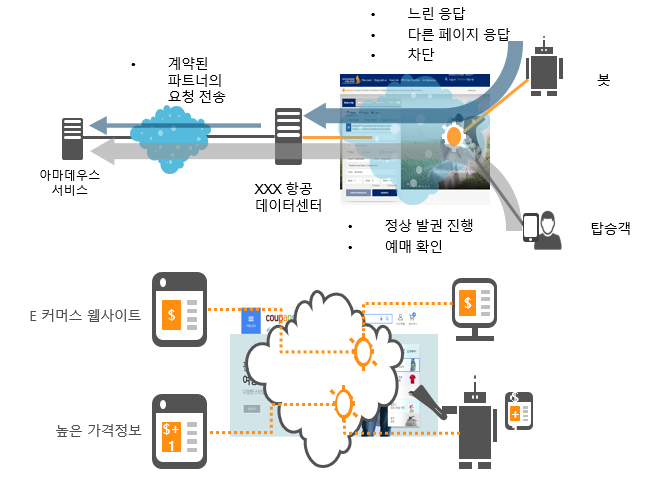 • 느린 응답
• 다른 페이지 응답
• 차단
• 계약된
파트너의
요청 전송
봇
아마데우스
서비스
XXX 항공
데이터센터
• 정상 발권 진행
• 예매 확인
탑승객
E 커머스 웹사이트
$
coupang
$
높은 가격정보
$+
1
$
+